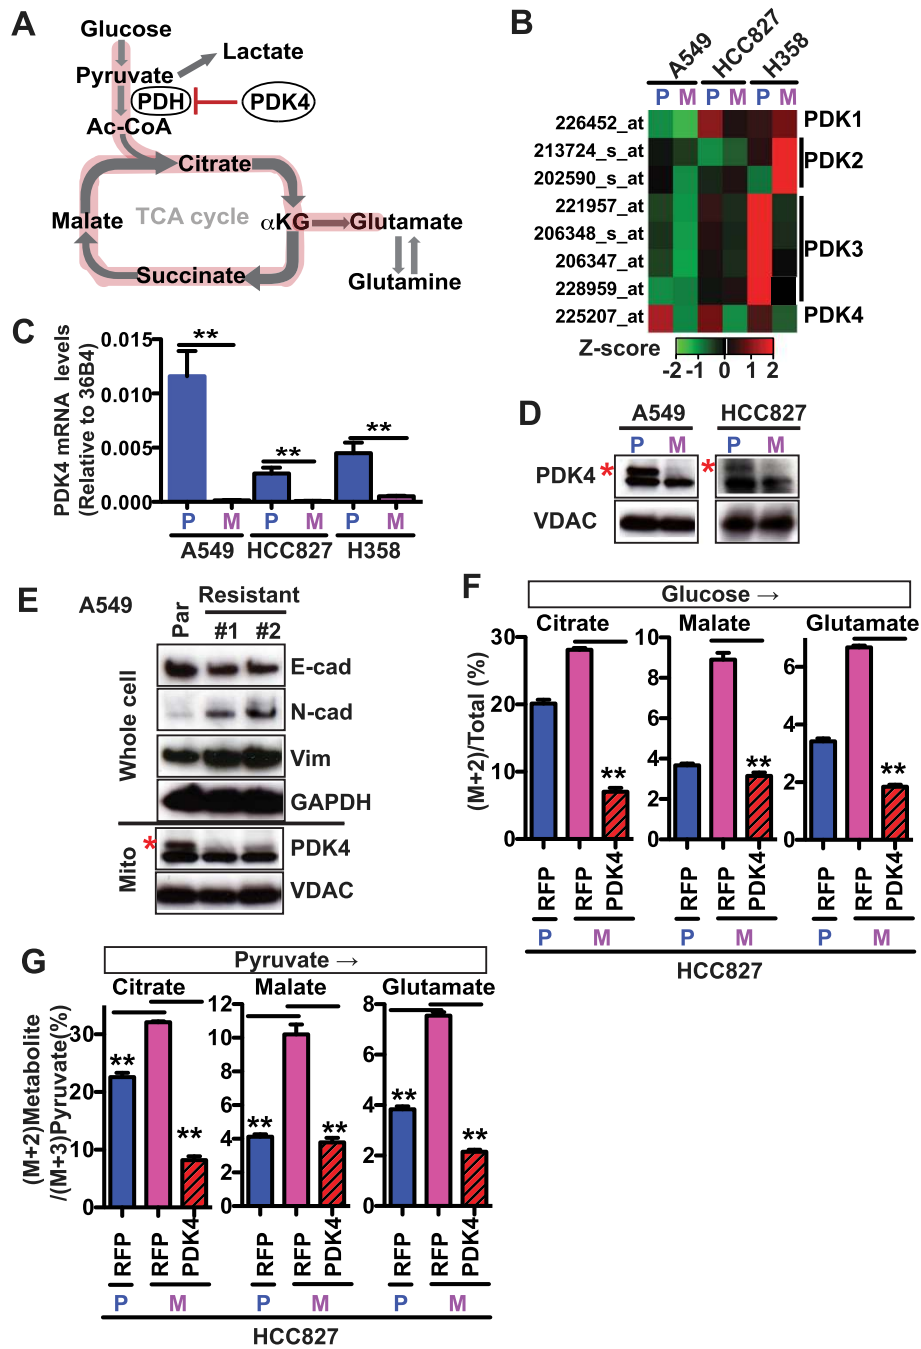 A
Glucose
Pyruvate
Lactate
PDH
PDK4
Ac-CoA
Citrate
Malate
TCA cycle
αKG
Glutamate
Succinate
Glutamine
B
A549
HCC827
H358
P M P M P M
226452_at
PDK1
213724_s_at
PDK2
202590_s_at
221957_at
206348_s_at
PDK3
206347_at
228959_at
225207_at
PDK4
Z-score
-2 -1 0 1 2
C
PDK4 mRNA levels
(Relative to 36B4)
0.015
0.010
0.005
0.000
** ** **
P M P M P M
A549 HCC827 H358
D
A549 HCC827
P M P M
PDK4 * *
VDAC
E
A549
Par
Resistant
#1 #2
Whole cell
E-cad
N-cad
Vim
GAPDH
Mito
* PDK4
VDAC
F
Glucose →
Citrate Malate Glutamate
(M+2)/Total (%)
30
20
10
0
**
10
8
6
4
2
0
**
6
4
2
0
**
RFP RFP PDK4 RFP RFP PDK4 RFP RFP PDK4
P M P M P M
HCC827
G
Pyruvate →
Citrate Malate Glutamate
(M+2)Metabolite
/(M+3)Pyruvate(%)
30
20
10
0
** **
12
10
8
6
4
2
0
** **
8
6
4
2
0
** **
RFP RFP PDK4 RFP RFP PDK4 RFP RFP PDK4
P M P M P M
HCC827